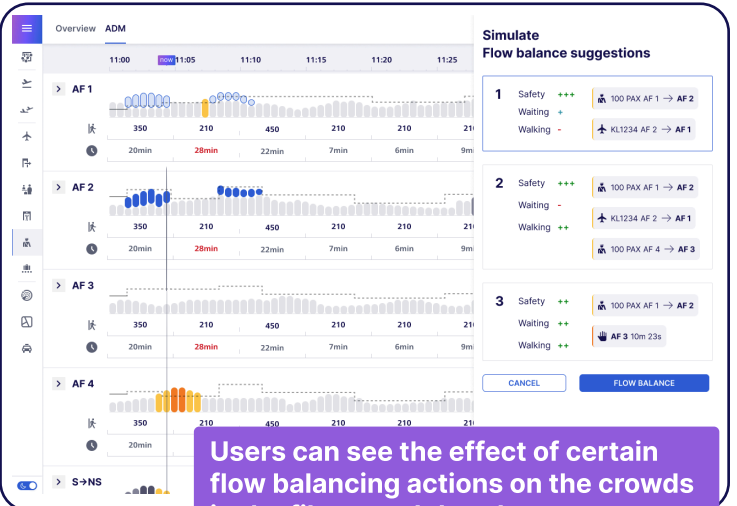 Overview ADM
Simulate
Flow balance suggestions
11:00 now 11:05 11:10 11:15 11:20 11:25
AF 1
350 210 450 210 210 210
20min 28min 22min 7min 6min 9m
AF 2
350 210 210 210 210 210
20min 28min 22min 7min 6min 9m
AF 3
350 210 450 210 210 210
20min 28min 22min 7min 6min 9m
AF 4
350 210 450 210 210 21
20min
S→NS
1 Safety +++ 100 PAX AF 1 → AF 2
Waiting +
Walking - KL1234 AF 2 → AF 1
2 Safety +++ 100 PAX AF 1 → AF 2
Waiting - KL1234 AF 2 → AF 1
Walking ++
100 PAX AF 4 → AF 3
3 Safety ++ 100 PAX AF 1 → AF 2
Waiting ++
Walking ++ AF 3 10m 23s
CANCEL FLOW BALANCE
Users can see the effect of certain
flow balancing actions on the crowds